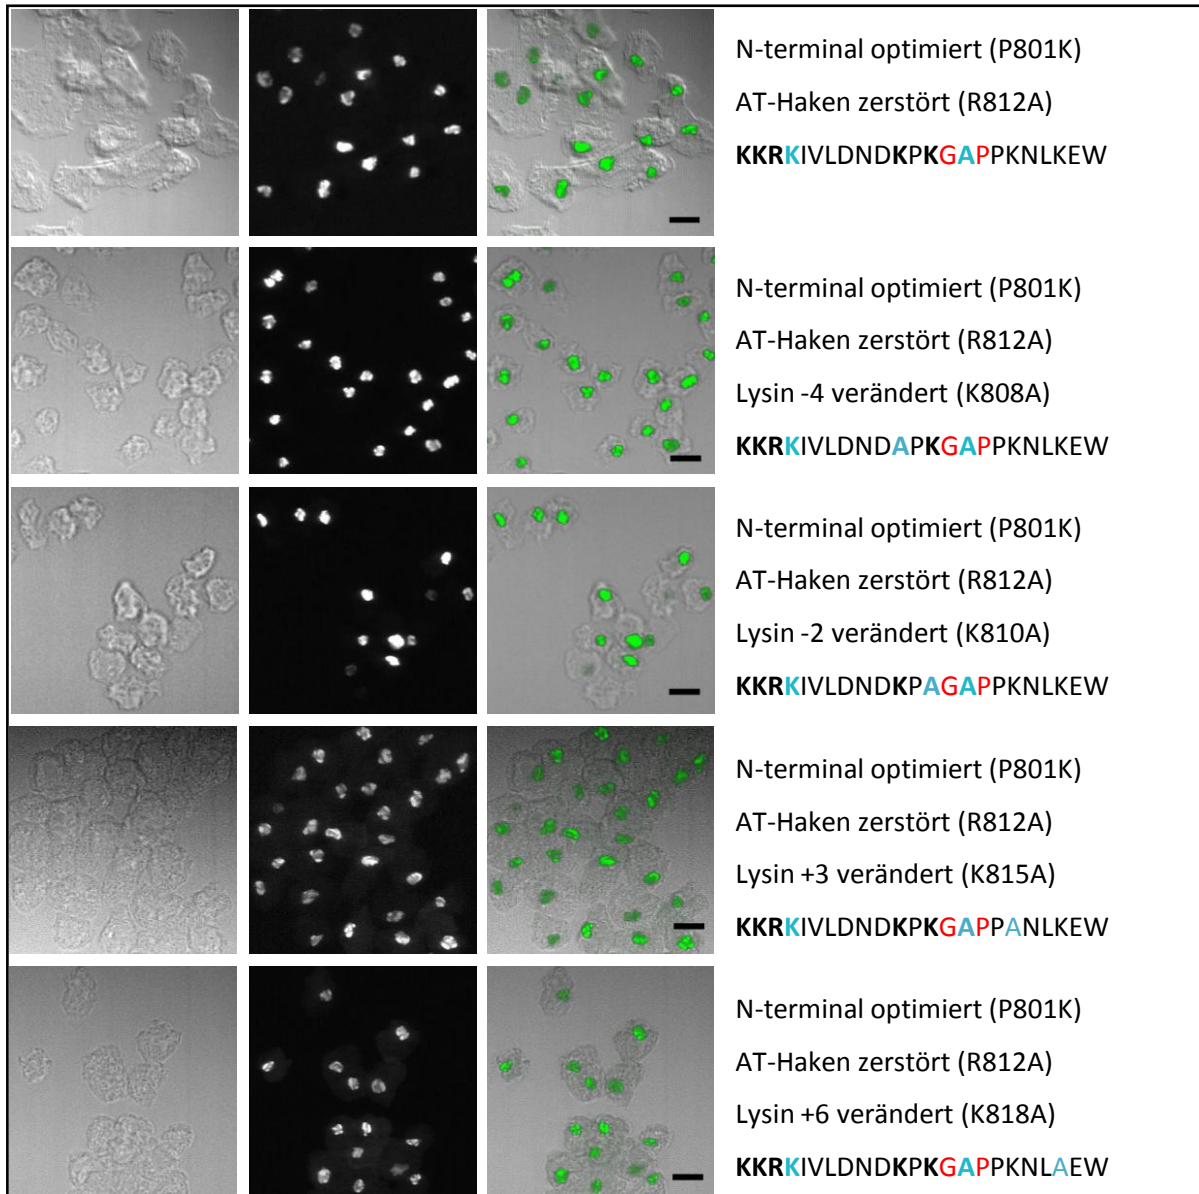 N-terminal optimiert (P801K)
AT-Haken zerstört (R812A)
KKRKIVLDNDKPKGAPPKNLKEW
N-terminal optimiert (P801K)
AT-Haken zerstört (R812A)
Lysin -4 verändert (K808A)
KKRKIVLDNDAPKGAPPKNLKEW
N-terminal optimiert (P801K)
AT-Haken zerstört (R812A)
Lysin -2 verändert (K810A)
KKRKIVLDNDKPAGAPPKNLKEW
N-terminal optimiert (P801K)
AT-Haken zerstört (R812A)
Lysin +3 verändert (K815A)
KKRKIVLDNDKPKGAPPANLKEW
N-terminal optimiert (P801K)
AT-Haken zerstört (R812A)
Lysin +6 verändert (K818A)
KKRKIVLDNDKPKGAPPKNLAEW